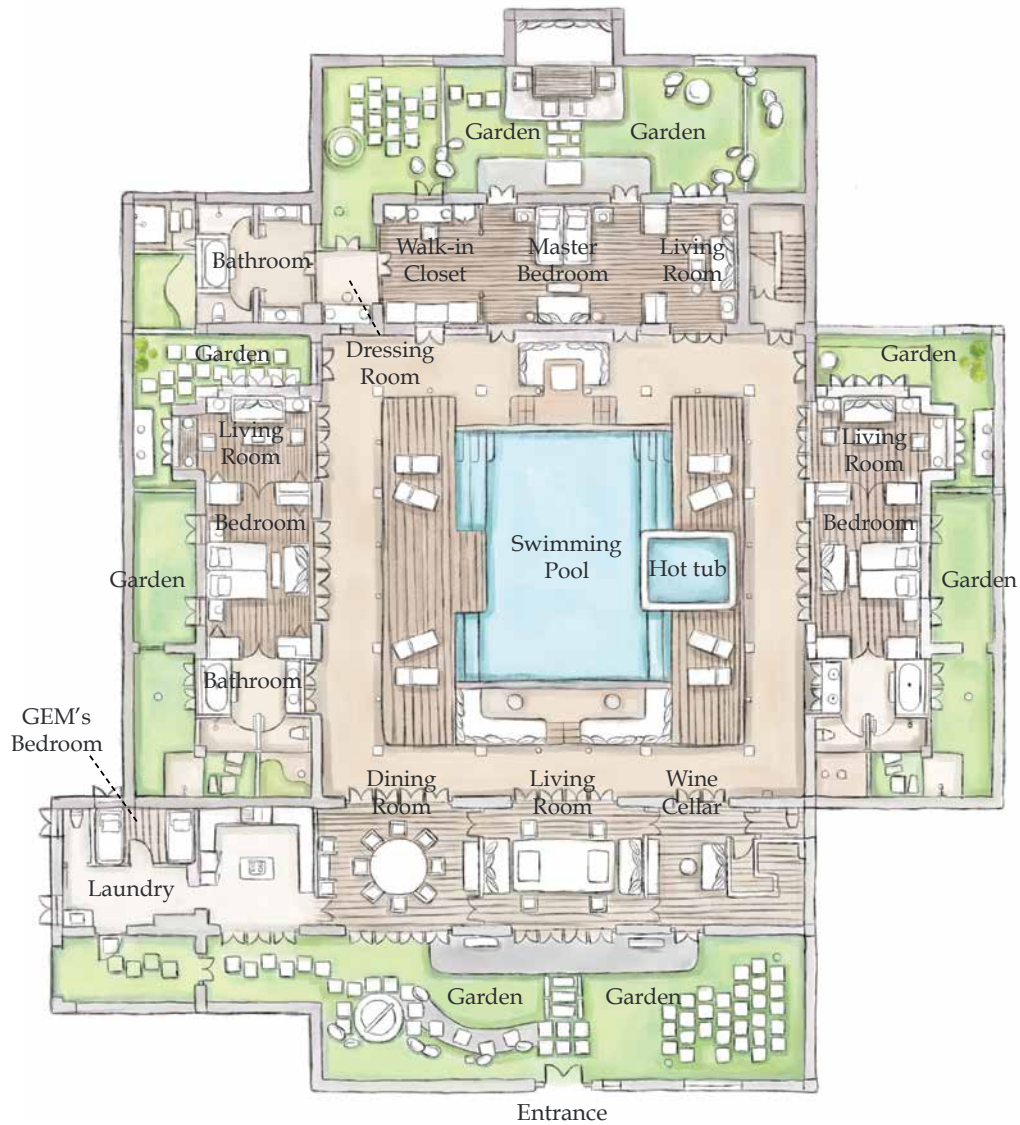 Garden
Garden
Bathroom
Walk-in
Closet
Master
Bedroom
Living
Room
Dressing
Room
Garden
Garden
Living
Room
Living
Room
Bedroom
Bedroom
Swimming
Pool
Hot tub
Garden
Garden
Bathroom
GEM's
Bedroom
Dining
Room
Living
Room
Wine
Cellar
Laundry
Garden
Garden
Entrance